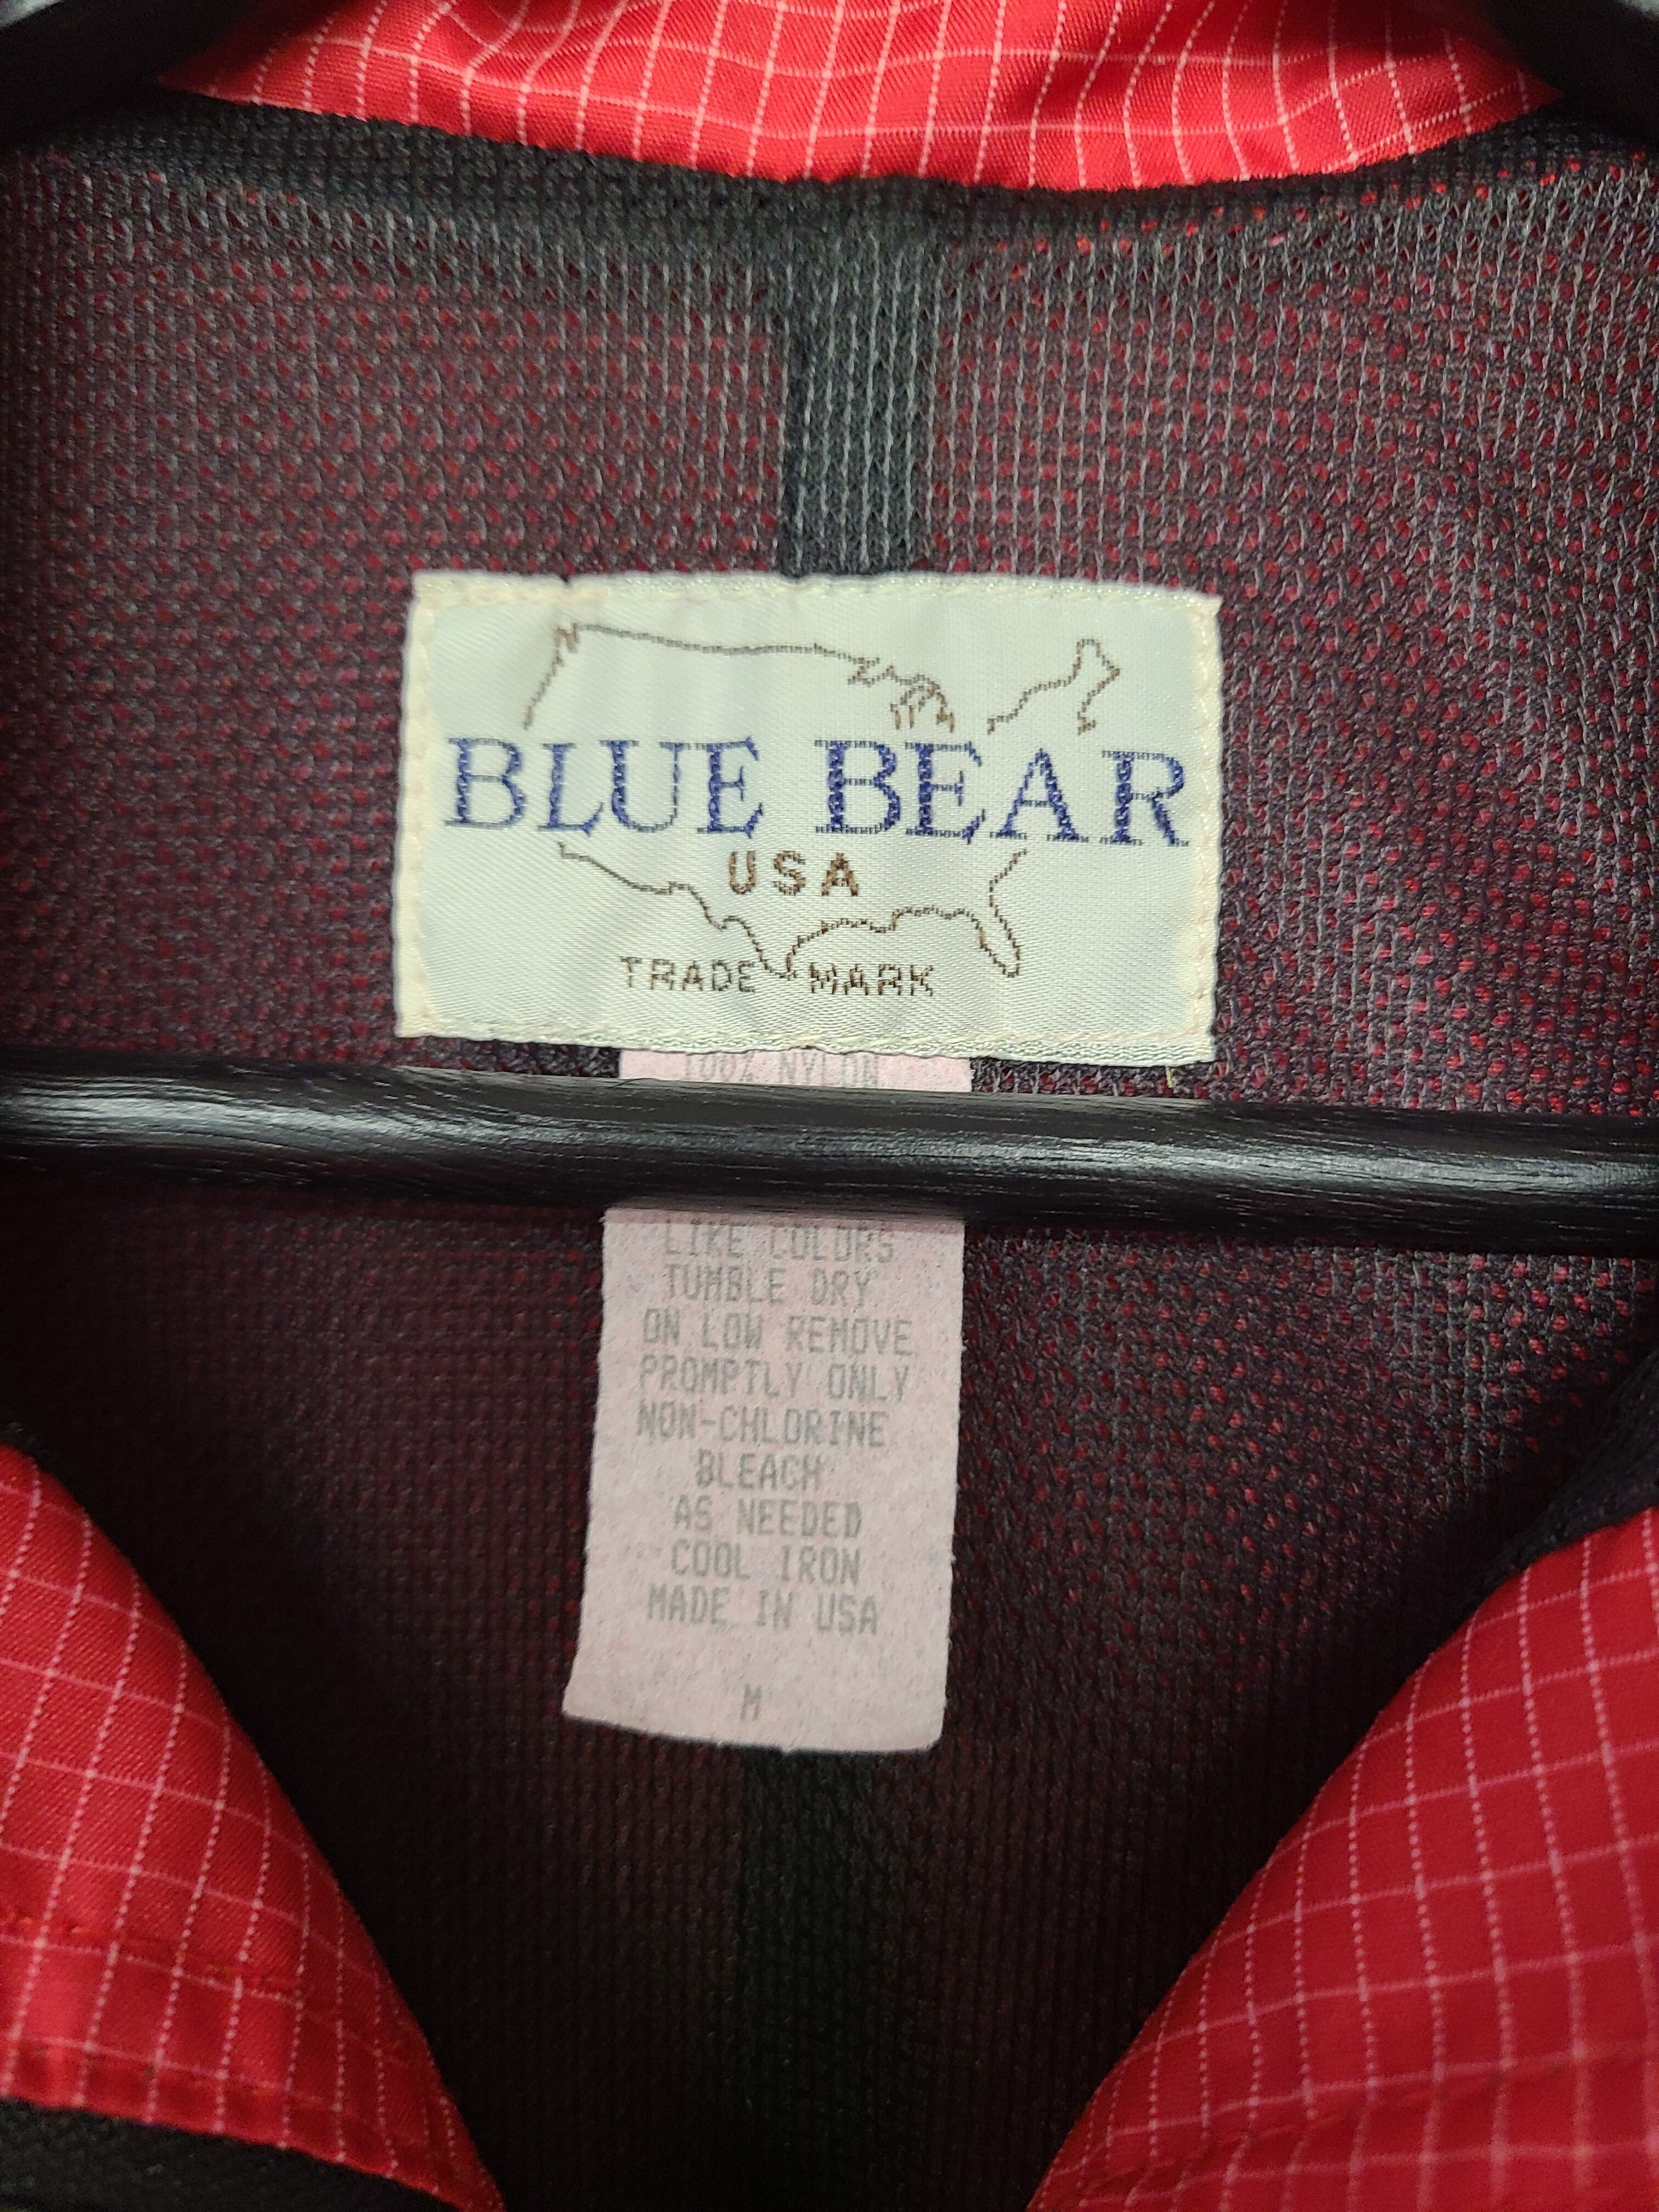 BLUE BEAR
USA
TRADE MARK
100% NYLON
LIKE COLORS
TUMBLE DRY
ON LOW REMOVE
PROMPTLY ONLY
NON-CHLORINE
BLEACH
AS NEEDED
COOL IRON
MADE IN USA
M